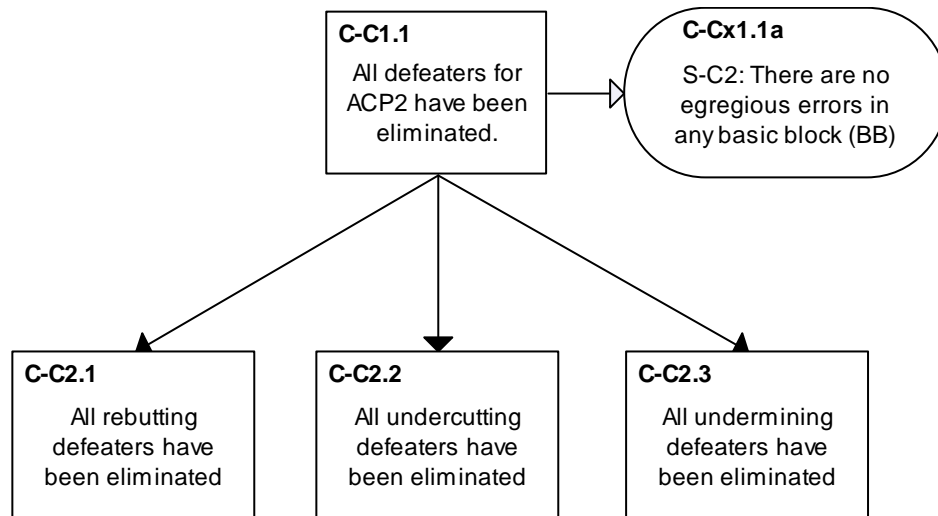 C-C1.1
All defeaters for
ACP2 have been
eliminated.
C-Cx1.1a
S-C2: There are no
egregious errors in
any basic block (BB)
C-C2.1
All rebutting
defeaters have
been eliminated
C-C2.2
All undercutting
defeaters have
been eliminated
C-C2.3
All undermining
defeaters have
been eliminated